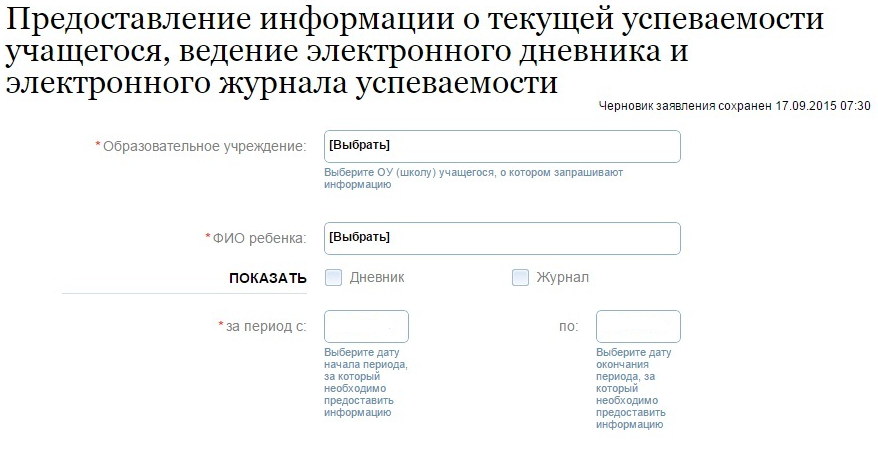 Предоставление информации о текущей успеваемости
учащегося, ведение электронного дневника и
электронного журнала успеваемости
Черновик заявления сохранен 17.09.2015 07:30
* Образовательное учреждение: [Выбрать]
Выберите ОУ (школу) учащегося, о котором запрашивают
информацию
* ФИО ребенка: [Выбрать]
ПОКАЗАТЬ Дневник Журнал
* за период с: по:
Выберите дату
начала периода,
за который
необходимо
предоставить
информацию
Выберите дату
окончания
периода, за
который
необходимо
предоставить
информацию